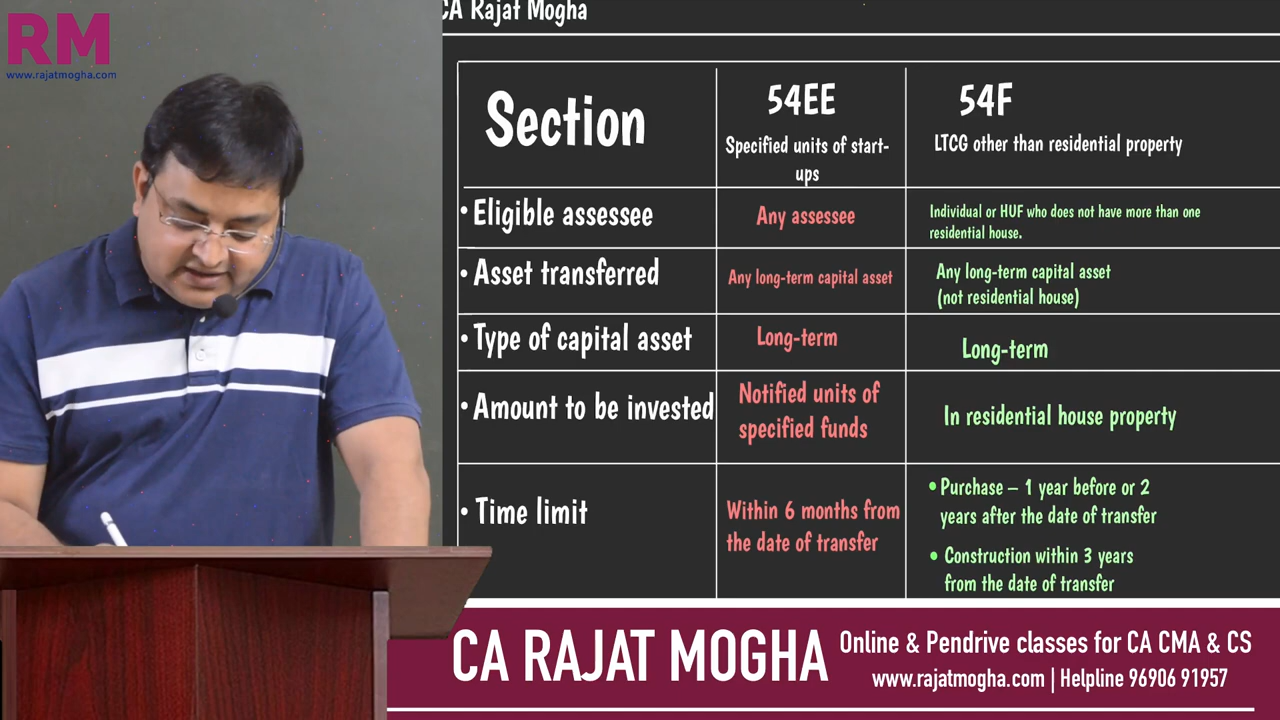 RM
www.rajatmogha.com
CA Rajat Mogha
Section
54EE
Specified units of start-
ups
54F
LTCG other than residential property
• Eligible assessee
Any assessee
Individual or HUF who does not have more than one
residential house.
• Asset transferred
Any long-term capital asset
Any long-term capital asset
(not residential house)
• Type of capital asset
Long-term
Long-term
• Amount to be invested
Notified units of
specified funds
In residential house property
• Time limit
Within 6 months from
the date of transfer
• Purchase – 1 year before or 2
years after the date of transfer
• Construction within 3 years
from the date of transfer
CA RAJAT MOGHA
Online & Pendrive classes for CA CMA & CS
www.rajatmogha.com | Helpline 96906 91957